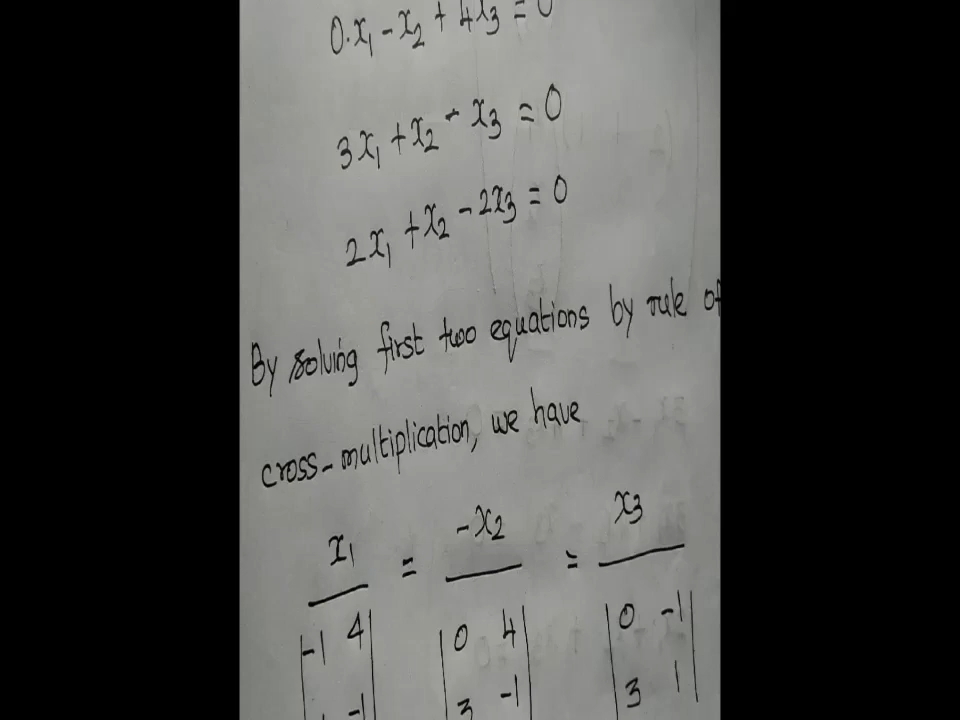 0·x₁ - x₂ + 4x₃ = 0
3x₁ + x₂ - x₃ = 0
2x₁ + x₂ - 2x₃ = 0
By solving first two equations by rule of
cross-multiplication, we have
x₁ = -x₂ = x₃
|-1 4| |0 4| |0 -1|
-1| |3 -1| |3 1|